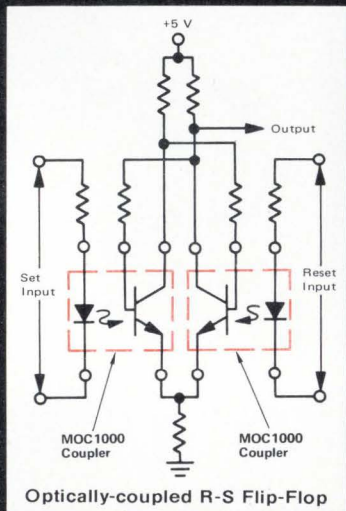 +5 V
Output
Set
Input
Reset
Input
MOC1000
Coupler
MOC1000
Coupler
Optically-coupled R-S Flip-Flop